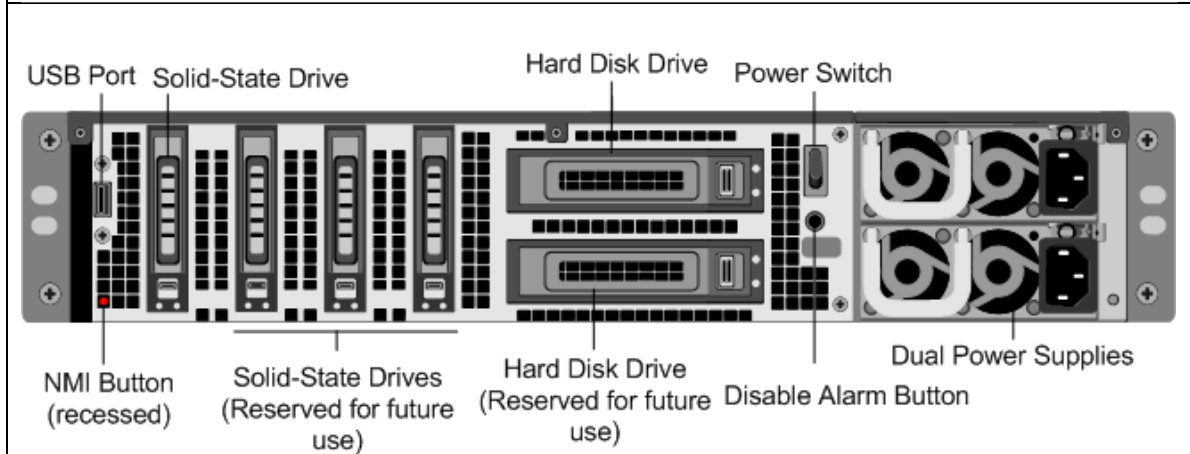 USB Port
Solid-State Drive
Hard Disk Drive
Power Switch
NMI Button
(recessed)
Solid-State Drives
(Reserved for future
use)
Hard Disk Drive
(Reserved for future
use)
Disable Alarm Button
Dual Power Supplies